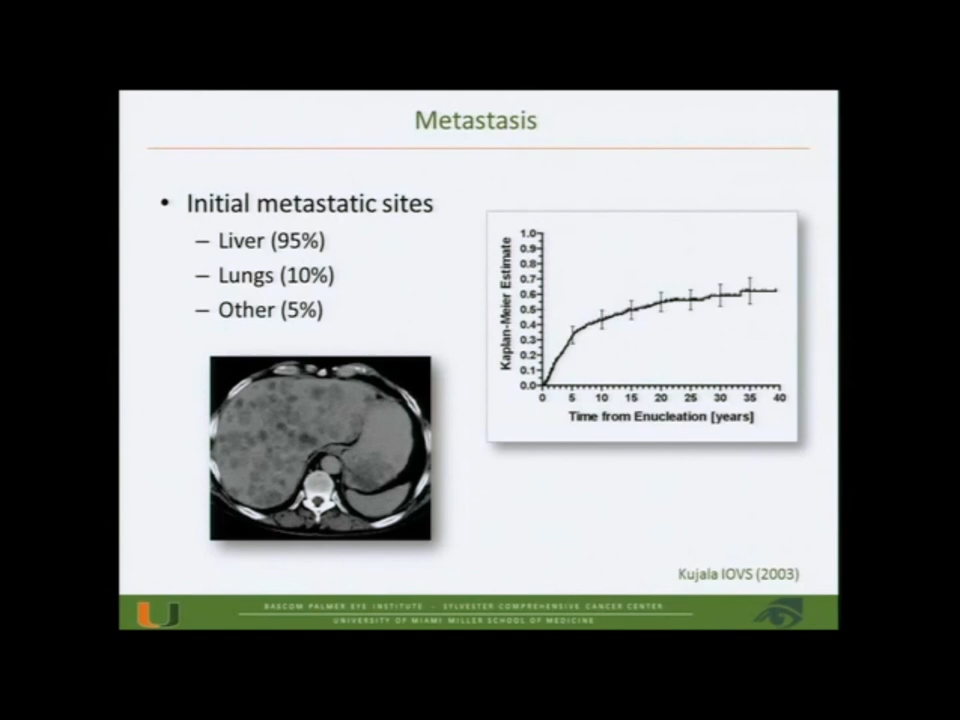 Metastasis
• Initial metastatic sites
– Liver (95%)
– Lungs (10%)
– Other (5%)
Kaplan-Meier Estimate
1.0
0.9
0.8
0.7
0.6
0.5
0.4
0.3
0.2
0.1
0.0
0 5 10 15 20 25 30 35 40
Time from Enucleation [years]
Kujala IOVS (2003)
U
BASCOM PALMER EYE INSTITUTE - SYLVESTER COMPREHENSIVE CANCER CENTER
UNIVERSITY OF MIAMI MILLER SCHOOL OF MEDICINE